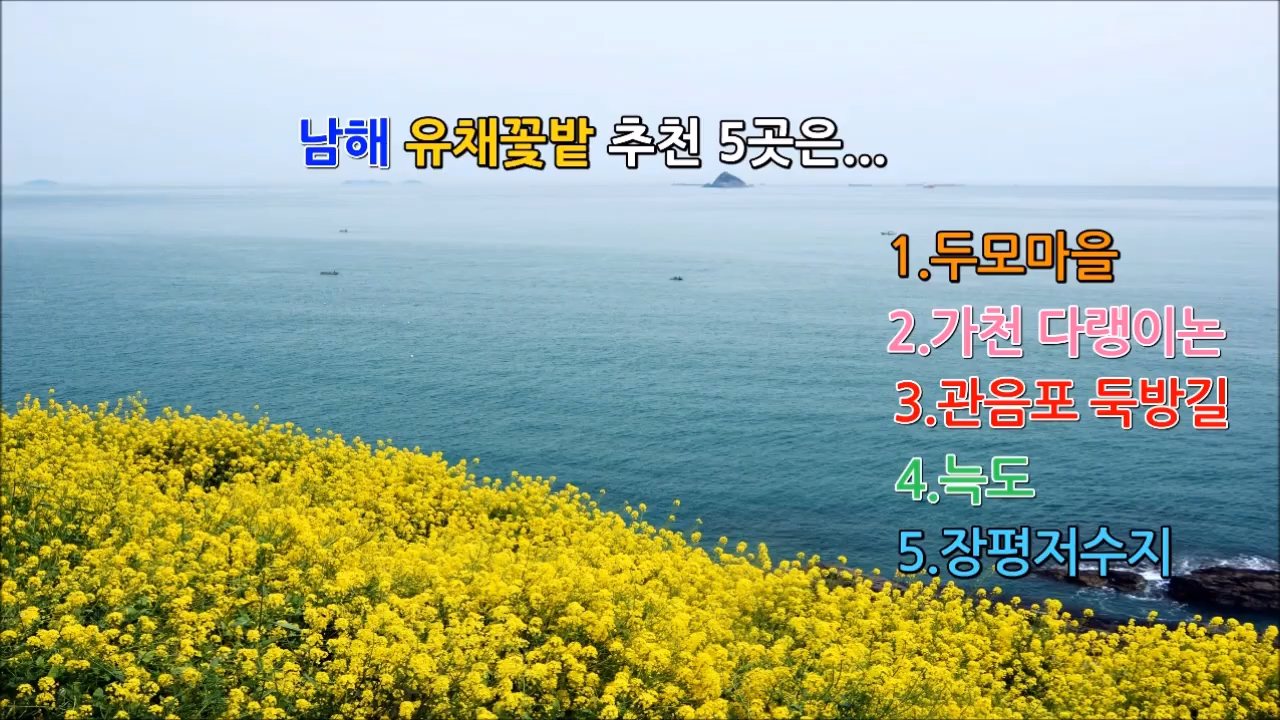 남해 유채꽃밭 추천 5곳은...
1.두모마을
2.가천 다랭이논
3.관음포 둑방길
4.늑도
5.장평저수지